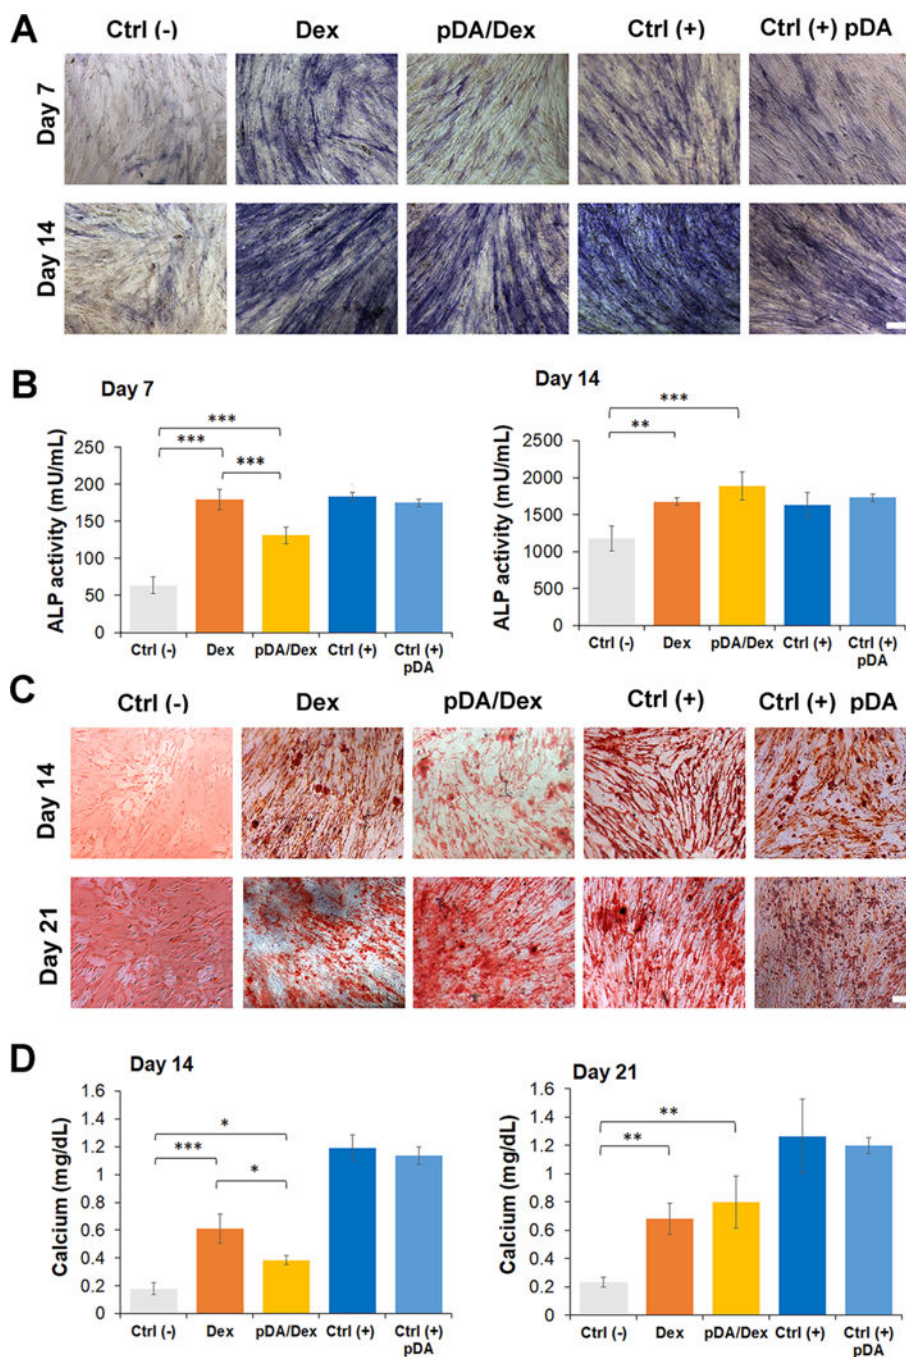 A
Ctrl (-) Dex pDA/Dex Ctrl (+) Ctrl (+) pDA
Day 7
Day 14
B
Day 7
ALP activity (mU/mL)
250
200
150
100
50
0
***
***
***
Ctrl (-) Dex pDA/Dex Ctrl (+) Ctrl (+)
pDA
Day 14
ALP activity (mU/mL)
2500
2000
1500
1000
500
0
***
**
Ctrl (-) Dex pDA/Dex Ctrl (+) Ctrl (+)
pDA
C
Ctrl (-) Dex pDA/Dex Ctrl (+) Ctrl (+) pDA
Day 14
Day 21
D
Day 14
Calcium (mg/dL)
1.6
1.4
1.2
1
0.8
0.6
0.4
0.2
0
*
***
*
Ctrl (-) Dex pDA/Dex Ctrl (+) Ctrl (+)
pDA
Day 21
Calcium (mg/dL)
1.6
1.4
1.2
1
0.8
0.6
0.4
0.2
0
**
**
Ctrl (-) Dex pDA/Dex Ctrl (+) Ctrl (+)
pDA